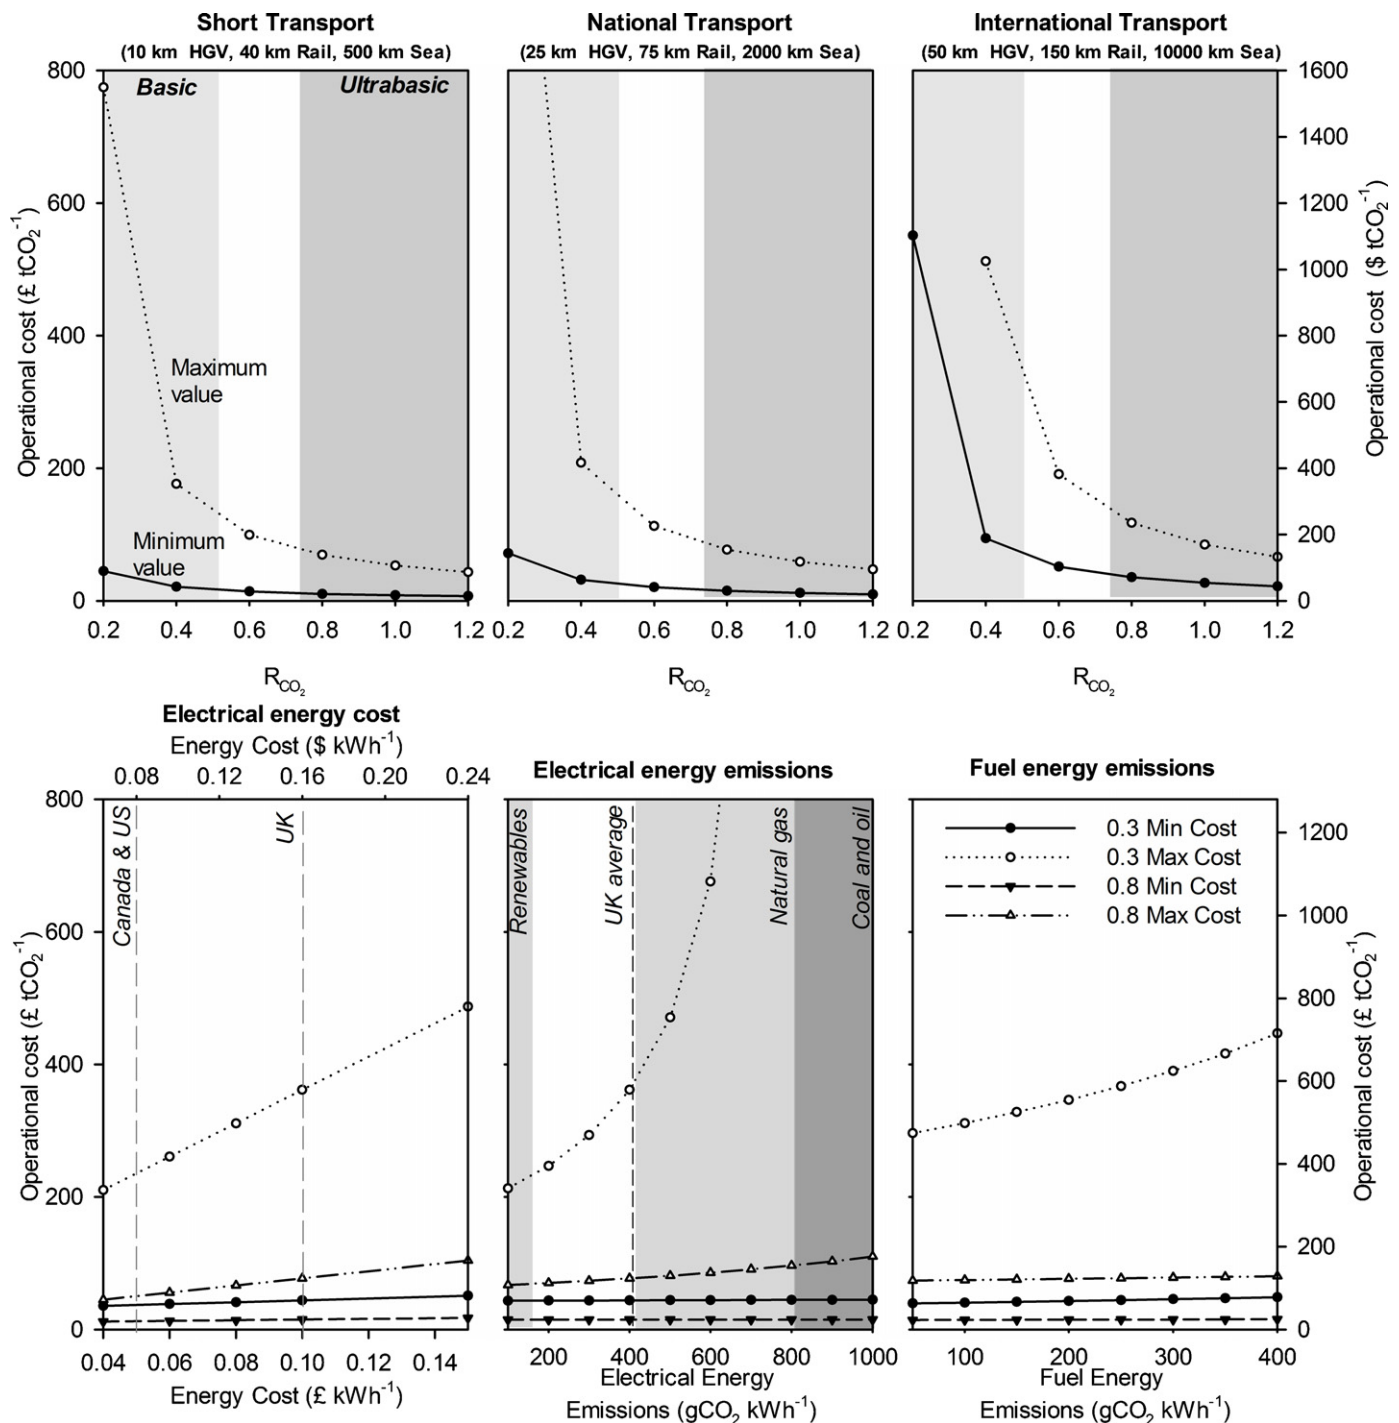 Short Transport
(10 km HGV, 40 km Rail, 500 km Sea)
National Transport
(25 km HGV, 75 km Rail, 2000 km Sea)
International Transport
(50 km HGV, 150 km Rail, 10000 km Sea)
800
600
400
200
0
Operational cost (£ tCO₂⁻¹)
Basic
Ultrabasic
Maximum
value
Minimum
value
1600
1400
1200
1000
800
600
400
200
0
Operational cost ($ tCO₂⁻¹)
0.2 0.4 0.6 0.8 1.0 1.2
0.2 0.4 0.6 0.8 1.0 1.2
0.2 0.4 0.6 0.8 1.0 1.2
R_CO₂
R_CO₂
R_CO₂
Electrical energy cost
Energy Cost ($ kWh⁻¹)
0.08 0.12 0.16 0.20 0.24
Electrical energy emissions
Fuel energy emissions
800
600
400
200
0
Operational cost (£ tCO₂⁻¹)
Canada & US
UK
Renewables
UK average
Natural gas
Coal and oil
0.3 Min Cost
0.3 Max Cost
0.8 Min Cost
0.8 Max Cost
1200
1000
800
600
400
200
0
Operational cost (£ tCO₂⁻¹)
0.04 0.06 0.08 0.10 0.12 0.14
200 400 600 800 1000
100 200 300 400
Energy Cost (£ kWh⁻¹)
Electrical Energy
Emissions (gCO₂ kWh⁻¹)
Fuel Energy
Emissions (gCO₂ kWh⁻¹)